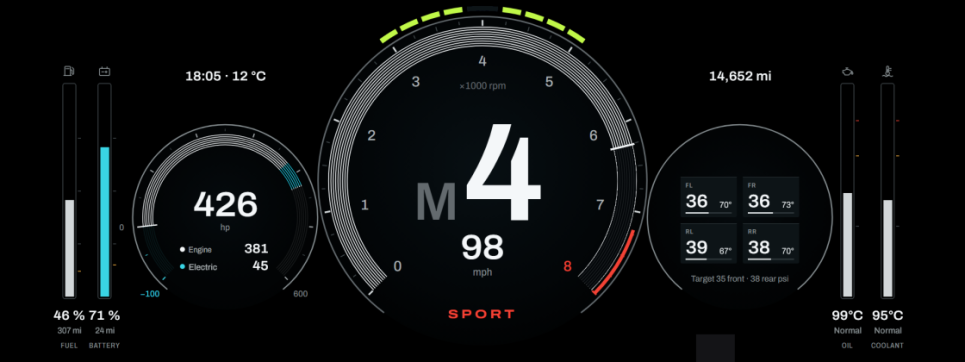 18:05 · 12 °C
14,652 mi
0
1
2
3
4
5
6
7
8
×1000 rpm
M4
98
mph
SPORT
426
hp
Engine 381
Electric 45
0
−100
600
46 %
307 mi
FUEL
71 %
24 mi
BATTERY
FL
36 70°
FR
36 73°
RL
39 67°
RR
38 70°
Target 35 front · 38 rear psi
99°C
Normal
OIL
95°C
Normal
COOLANT